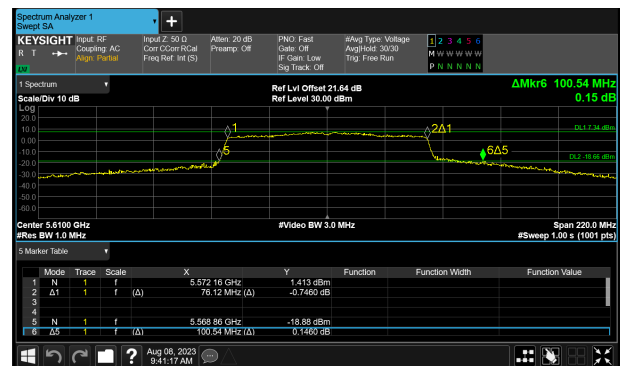 Spectrum Analyzer 1
Swept SA
+
KEYSIGHT Input: RF Input Z: 50 Ω Atten: 20 dB PNO: Fast #Avg Type: Voltage 1 2 3 4 5 6
R T Coupling: AC Corr CCorr RCal Preamp: Off Gate: Off Avg|Hold: 30/30 M W W W W W
Align: Partial Freq Ref: Int (S) IF Gain: Low Trig: Free Run P N N N N N
LXI Sig Track: Off
1 Spectrum ΔMkr6 100.54 MHz
Ref Lvl Offset 21.64 dB
Scale/Div 10 dB Ref Level 30.00 dBm 0.15 dB
Log
20.0
10.0 1 2Δ1 DL1 7.34 dBm
0.00
-10.0 5 6Δ5
-20.0 DL2 -18.66 dBm
-30.0
-40.0
-50.0
-60.0
Center 5.6100 GHz #Video BW 3.0 MHz Span 220.0 MHz
#Res BW 1.0 MHz #Sweep 1.00 s (1001 pts)
5 Marker Table
Mode Trace Scale X Y Function Function Width Function Value
1 N 1 f 5.572 16 GHz 1.413 dBm
2 Δ1 1 f (Δ) 76.12 MHz (Δ) -0.7460 dB
3
4
5 N 1 f 5.568 86 GHz -18.88 dBm
6 Δ5 1 f (Δ) 100.54 MHz (Δ) 0.1460 dB
? Aug 08, 2023
9:41:17 AM